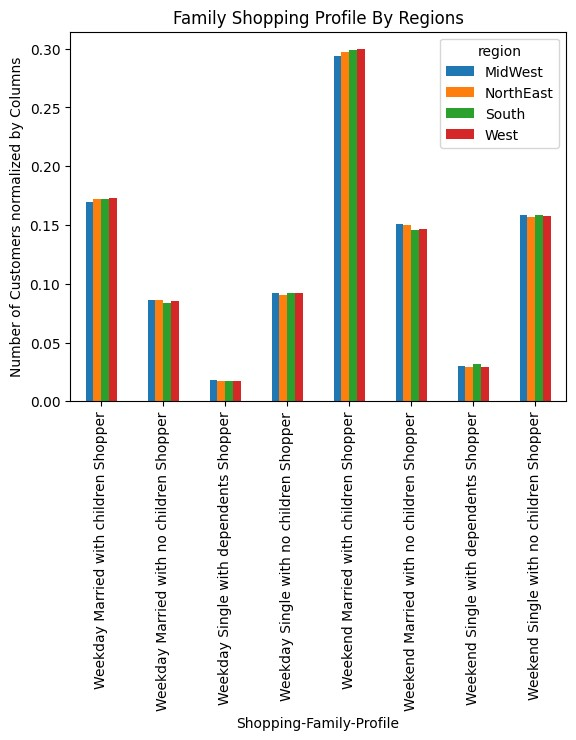 Family Shopping Profile By Regions
Number of Customers normalized by Columns
0.30
0.25
0.20
0.15
0.10
0.05
0.00
region
MidWest
NorthEast
South
West
Weekday Married with children Shopper
Weekday Married with no children Shopper
Weekday Single with dependents Shopper
Weekday Single with no children Shopper
Weekend Married with children Shopper
Weekend Married with no children Shopper
Weekend Single with dependents Shopper
Weekend Single with no children Shopper
Shopping-Family-Profile